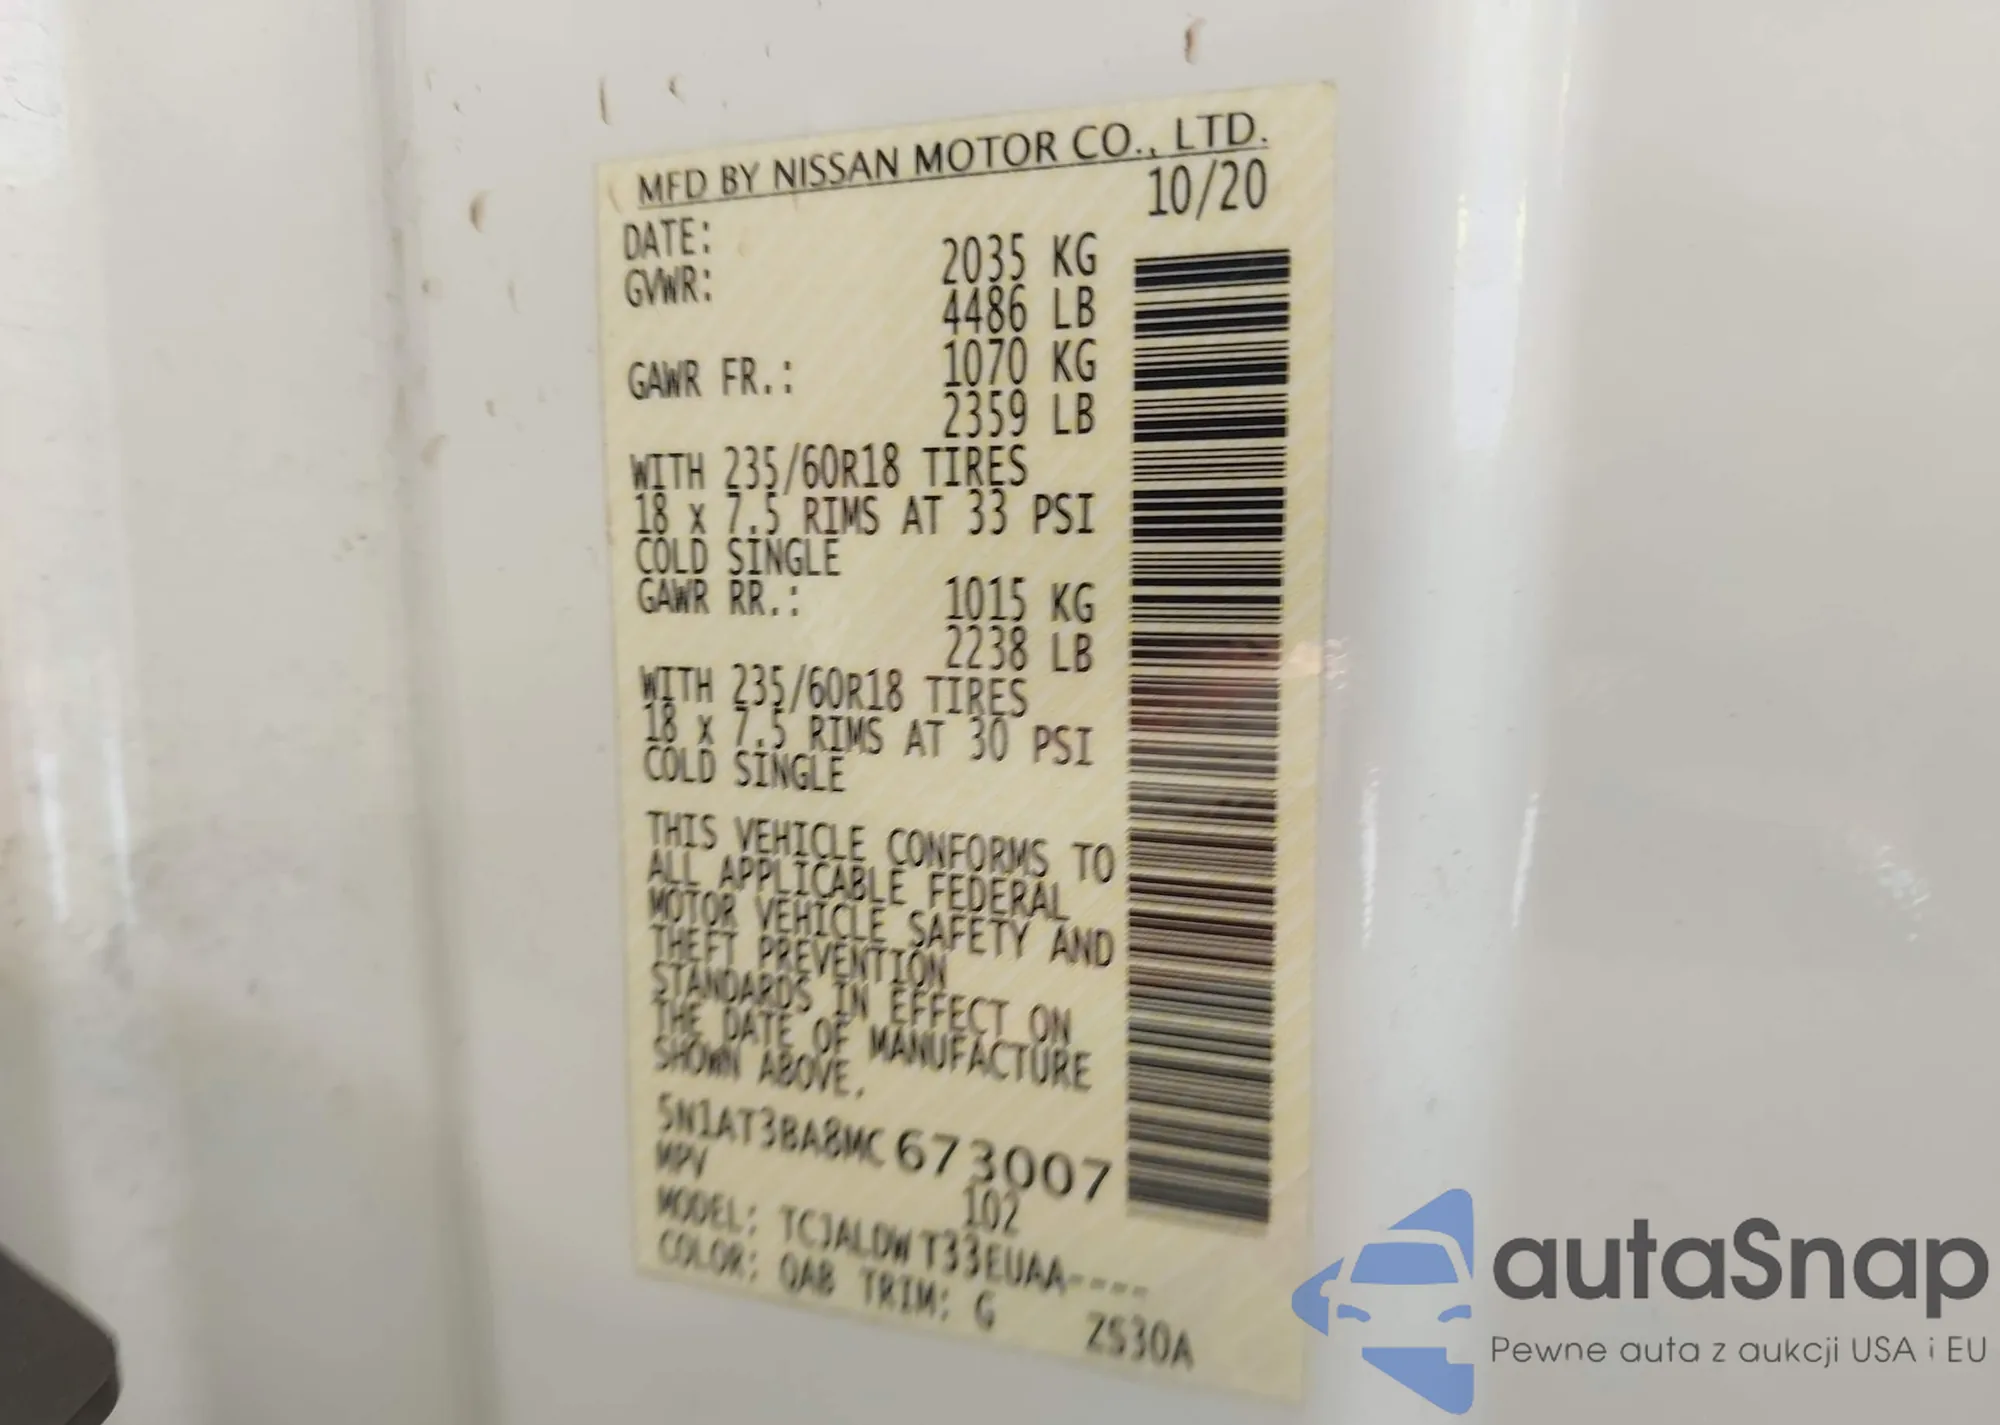 MFD BY NISSAN MOTOR CO., LTD.
DATE: 10/20
GVWR: 2035 KG
4486 LB
GAWR FR.: 1070 KG
2359 LB
WITH 235/60R18 TIRES
18 x 7.5 RIMS AT 33 PSI
COLD SINGLE
GAWR RR.: 1015 KG
2238 LB
WITH 235/60R18 TIRES
18 x 7.5 RIMS AT 30 PSI
COLD SINGLE
THIS VEHICLE CONFORMS TO
ALL APPLICABLE FEDERAL
MOTOR VEHICLE SAFETY AND
THEFT PREVENTION
STANDARDS IN EFFECT ON
THE DATE OF MANUFACTURE
SHOWN ABOVE.
5N1AT3BA8MC 673007
MPV 102
MODEL: TCJALDW T33EUAA----
COLOR: QAB TRIM: G ZS30A
autaSnap
Pewne auta z aukcji USA i EU